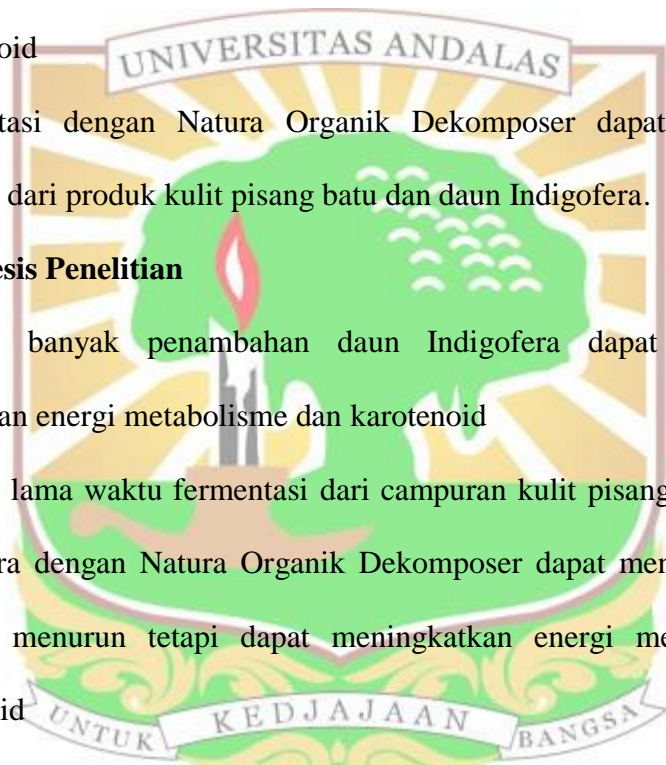 UNIVERSITAS ANDALAS
oid
tasi dengan Natura Organik Dekomposer dapat
dari produk kulit pisang batu dan daun Indigofera.
esis Penelitian
banyak penambahan daun Indigofera dapat
an energi metabolisme dan karotenoid
lama waktu fermentasi dari campuran kulit pisang
ra dengan Natura Organik Dekomposer dapat mer
menurun tetapi dapat meningkatkan energi me
id
UNTUK KEDJAJAAN BANGSA